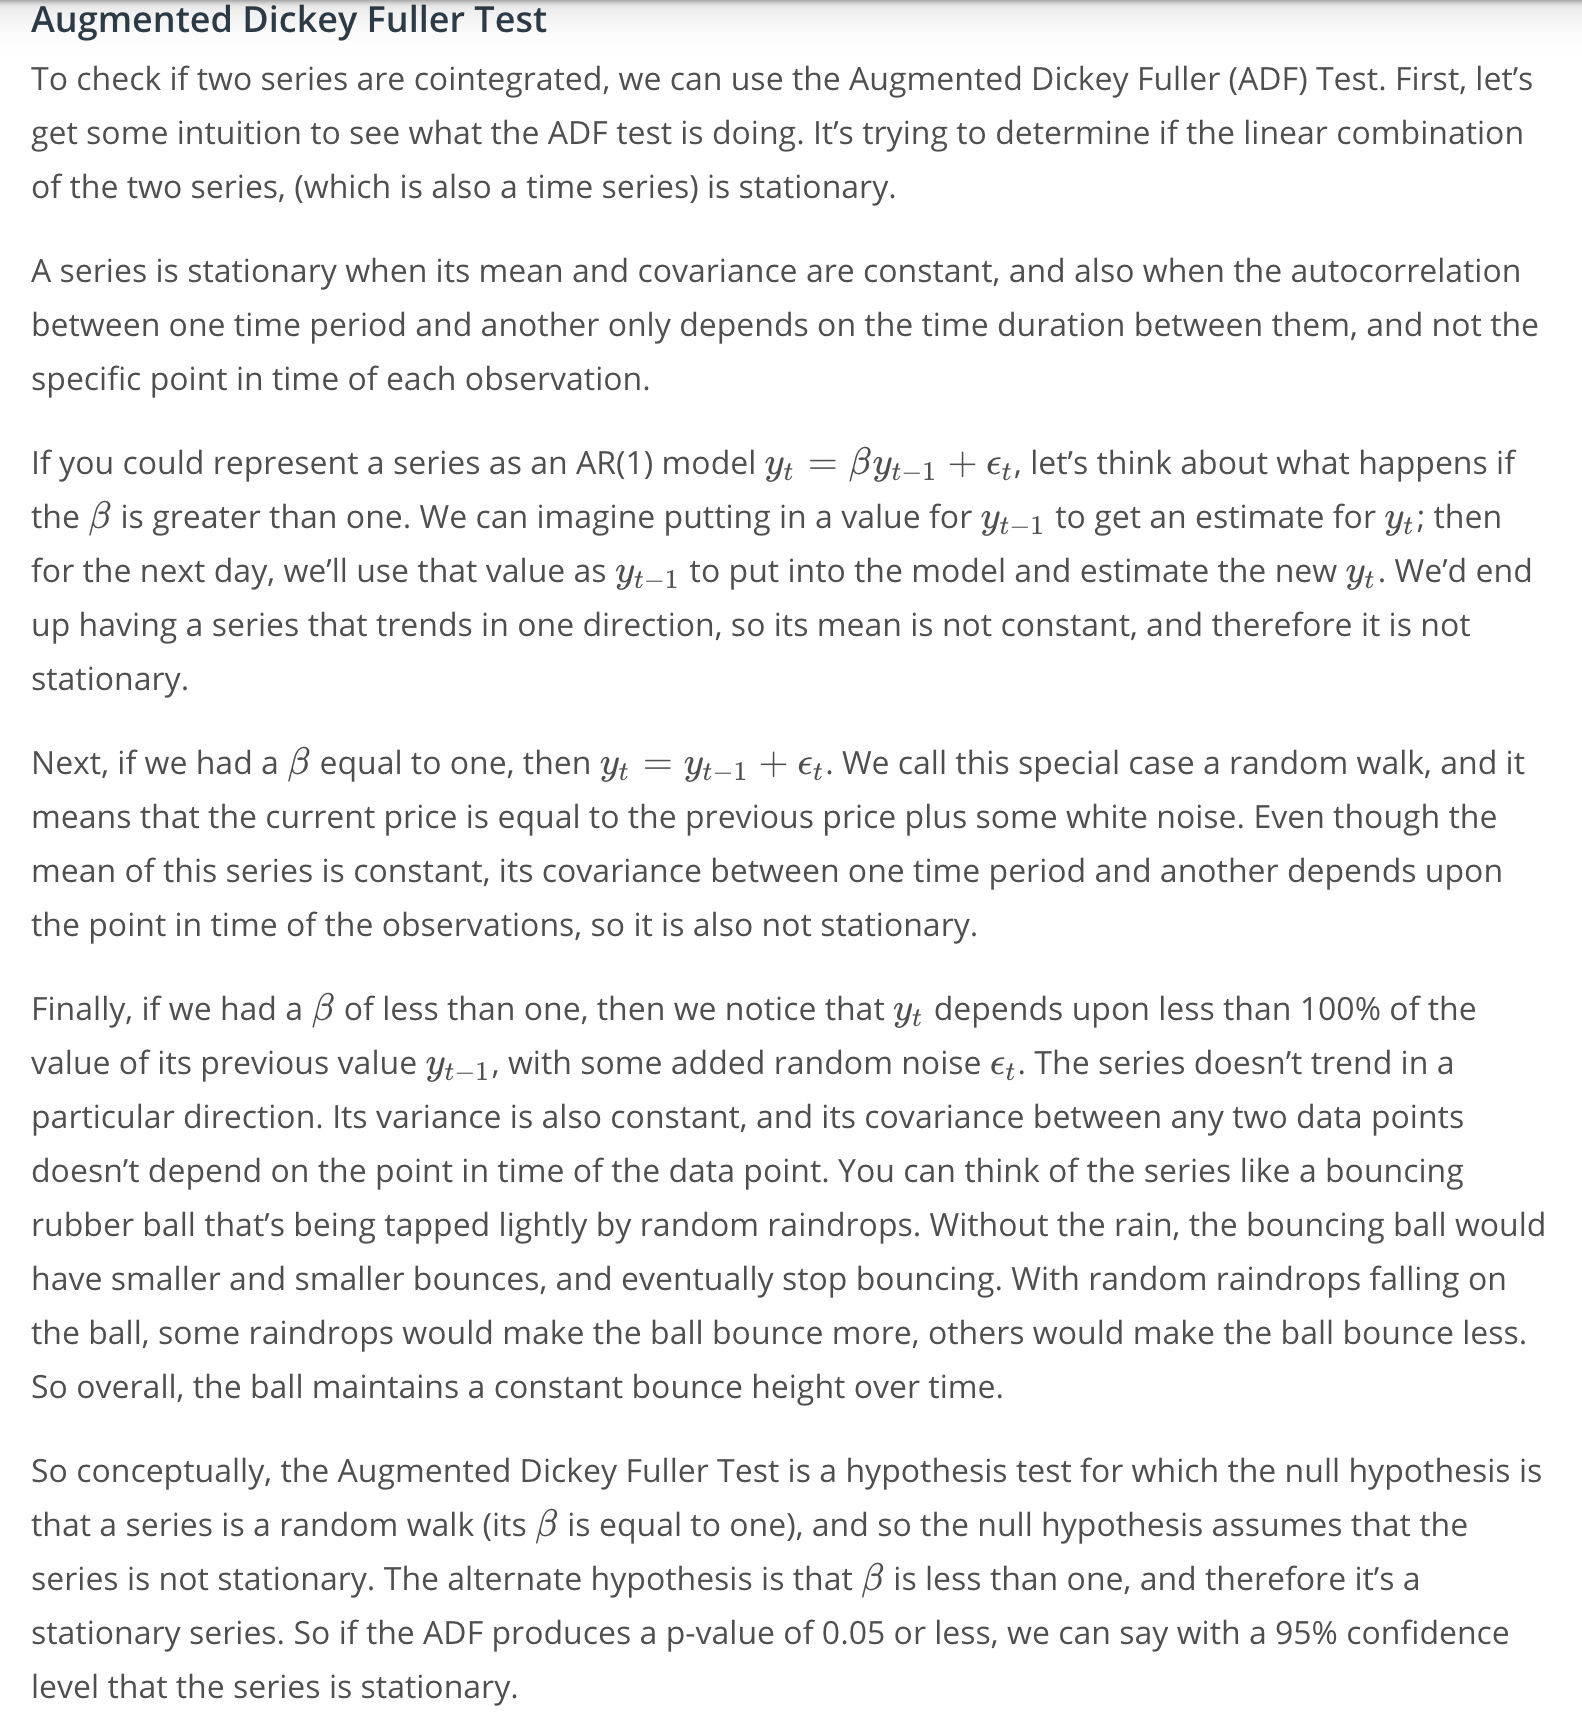 Augmented Dickey Fuller Test
To check if two series are cointegrated, we can use the Augmented Dickey Fuller (ADF) Test. First, let’s
get some intuition to see what the ADF test is doing. It’s trying to determine if the linear combination
of the two series, (which is also a time series) is stationary.
A series is stationary when its mean and covariance are constant, and also when the autocorrelation
between one time period and another only depends on the time duration between them, and not the
specific point in time of each observation.
If you could represent a series as an AR(1) model $y_t = \beta y_{t-1} + \epsilon_t$, let’s think about what happens if
the $\beta$ is greater than one. We can imagine putting in a value for $y_{t-1}$ to get an estimate for $y_t$; then
for the next day, we’ll use that value as $y_{t-1}$ to put into the model and estimate the new $y_t$. We’d end
up having a series that trends in one direction, so its mean is not constant, and therefore it is not
stationary.
Next, if we had a $\beta$ equal to one, then $y_t = y_{t-1} + \epsilon_t$. We call this special case a random walk, and it
means that the current price is equal to the previous price plus some white noise. Even though the
mean of this series is constant, its covariance between one time period and another depends upon
the point in time of the observations, so it is also not stationary.
Finally, if we had a $\beta$ of less than one, then we notice that $y_t$ depends upon less than 100% of the
value of its previous value $y_{t-1}$, with some added random noise $\epsilon_t$. The series doesn’t trend in a
particular direction. Its variance is also constant, and its covariance between any two data points
doesn’t depend on the point in time of the data point. You can think of the series like a bouncing
rubber ball that’s being tapped lightly by random raindrops. Without the rain, the bouncing ball would
have smaller and smaller bounces, and eventually stop bouncing. With random raindrops falling on
the ball, some raindrops would make the ball bounce more, others would make the ball bounce less.
So overall, the ball maintains a constant bounce height over time.
So conceptually, the Augmented Dickey Fuller Test is a hypothesis test for which the null hypothesis is
that a series is a random walk (its $\beta$ is equal to one), and so the null hypothesis assumes that the
series is not stationary. The alternate hypothesis is that $\beta$ is less than one, and therefore it’s a
stationary series. So if the ADF produces a p-value of 0.05 or less, we can say with a 95% confidence
level that the series is stationary.